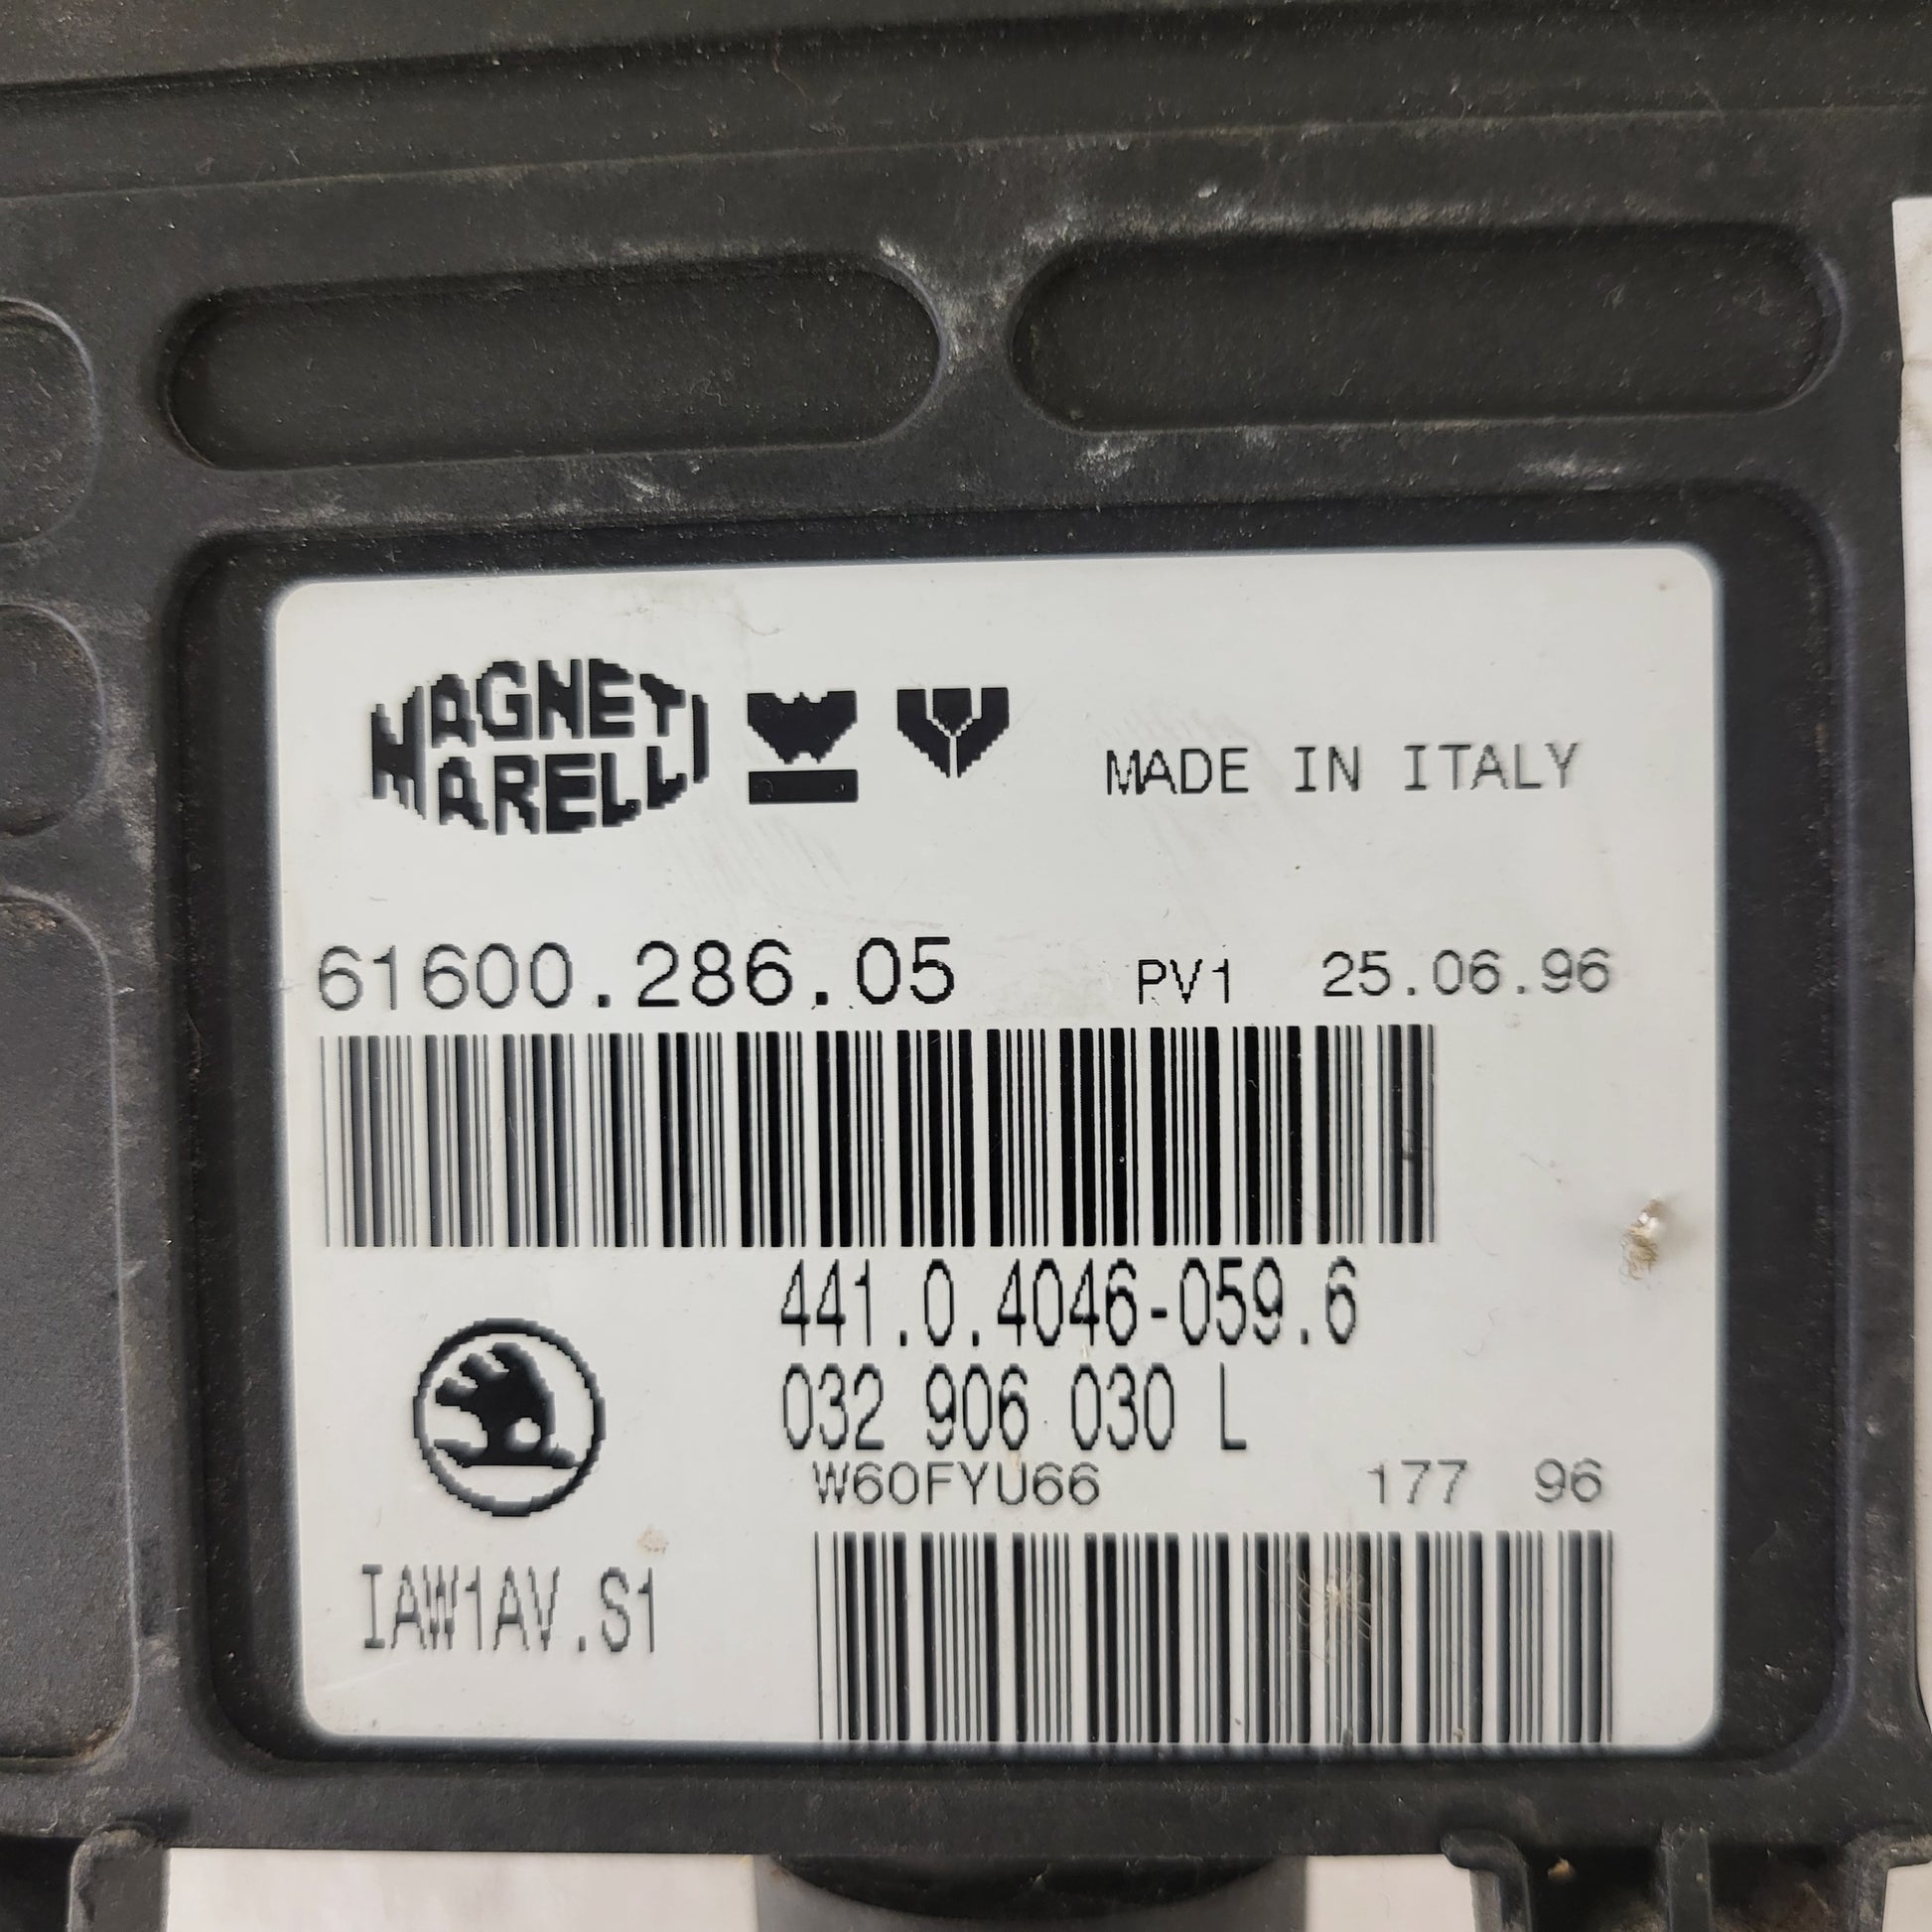 MAGNETI
MARELLI
MADE IN ITALY
61600.286.05 PV1 25.06.96
441.0.4046-059.6
032 906 030 L
W60FYU66 177 96
IAW1AV.S1